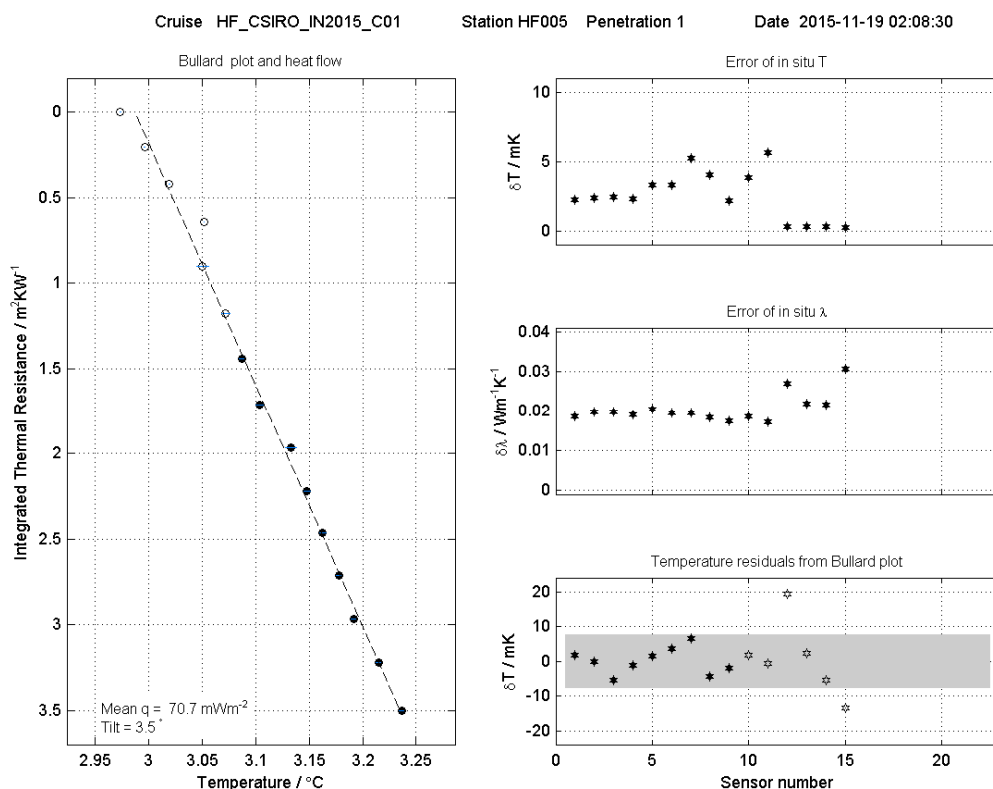 Cruise HF_CSIRO_IN2015_C01 Station HF005 Penetration 1 Date 2015-11-19 02:08:30
Bullard plot and heat flow
0
0.5
1
1.5
2
2.5
3
3.5
Integrated Thermal Resistance / m²KW⁻¹
Mean q = 70.7 mWm⁻²
Tilt = 3.5°
2.95 3 3.05 3.1 3.15 3.2 3.25
Temperature / °C
Error of in situ T
10
5
0
δT / mK
Error of in situ λ
0.04
0.03
0.02
0.01
0
δλ / Wm⁻¹K⁻¹
Temperature residuals from Bullard plot
20
10
0
-10
-20
δT / mK
0 5 10 15 20
Sensor number